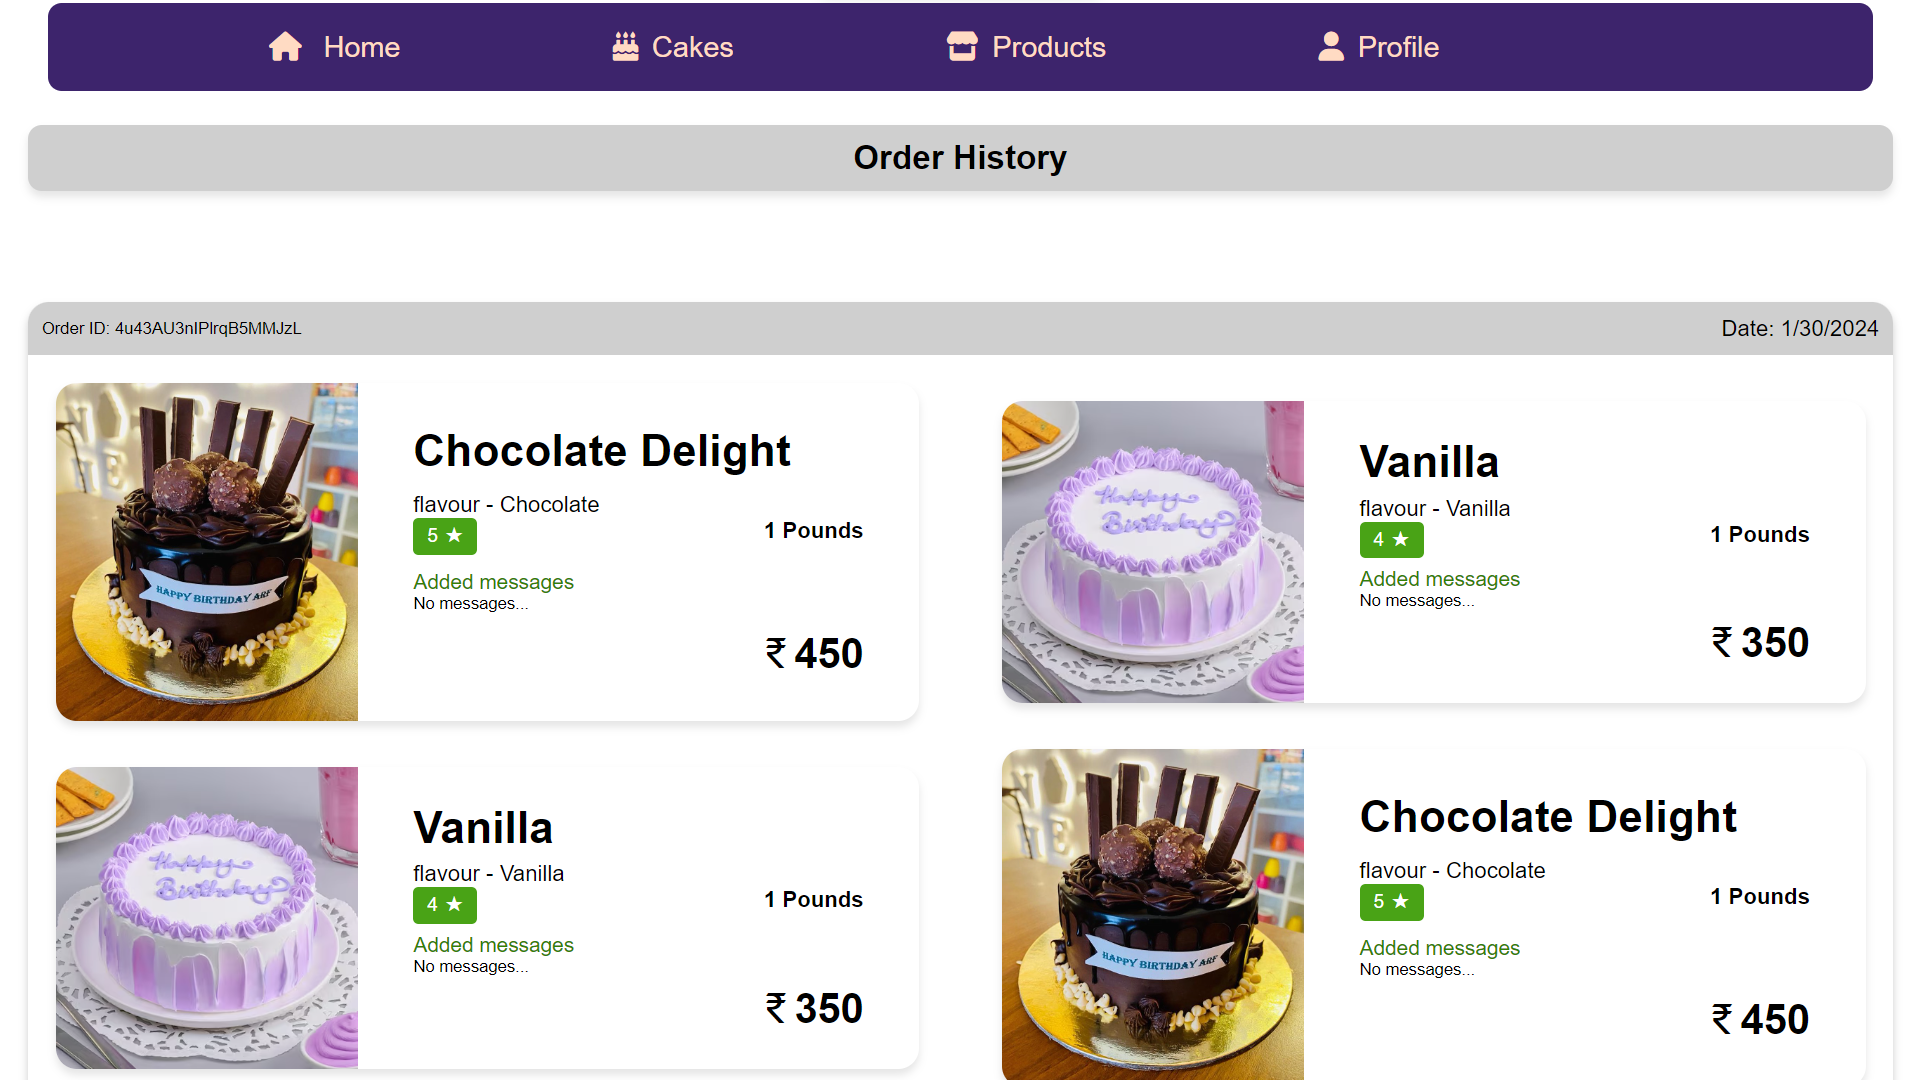 Home
Cakes
Products
Profile
Order History
Order ID: 4u43AU3nIPlrqB5MMJzL
Date: 1/30/2024
HAPPY BIRTHDAY ARF
Chocolate Delight
flavour - Chocolate
5 ★
1 Pounds
Added messages
No messages...
₹ 450
Happy
Birthday
Vanilla
flavour - Vanilla
4 ★
1 Pounds
Added messages
No messages...
₹ 350
Happy
Birthday
Vanilla
flavour - Vanilla
4 ★
1 Pounds
Added messages
No messages...
₹ 350
HAPPY BIRTHDAY ARF
Chocolate Delight
flavour - Chocolate
5 ★
1 Pounds
Added messages
No messages...
₹ 450